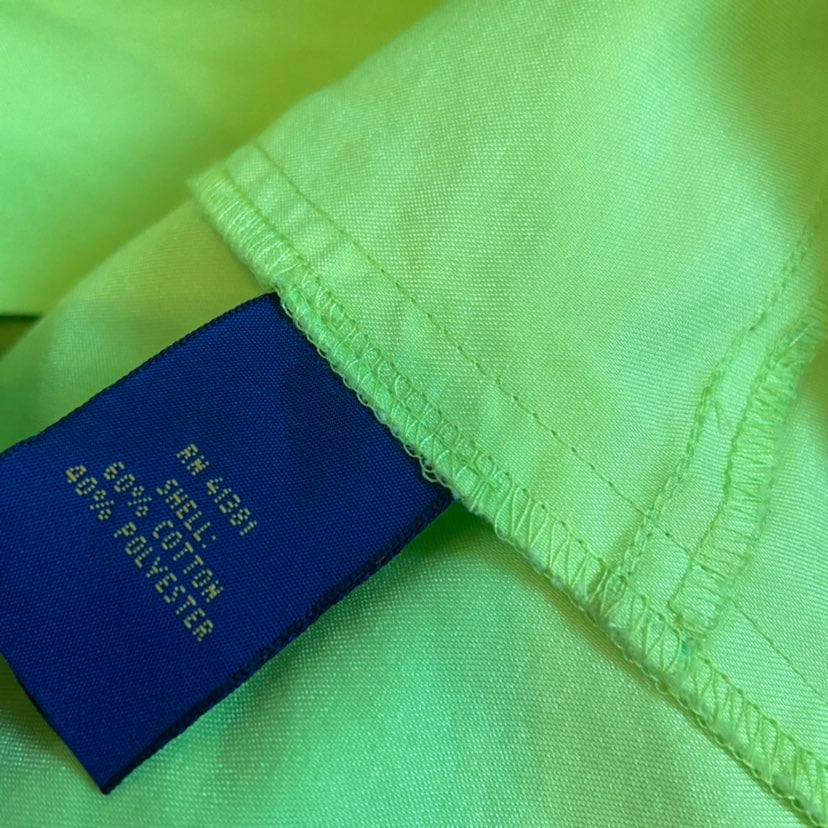 RN 41381
SHELL:
60% COTTON
40% POLYESTER